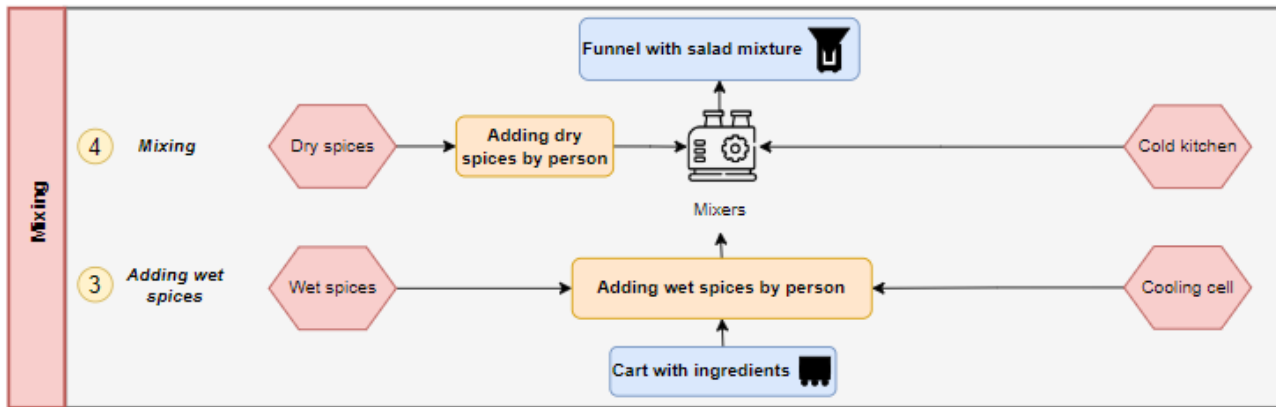 Mixing
Funnel with salad mixture
4
Mixing
Dry spices
Adding dry
spices by person
Cold kitchen
Mixers
3
Adding wet
spices
Wet spices
Adding wet spices by person
Cooling cell
Cart with ingredients